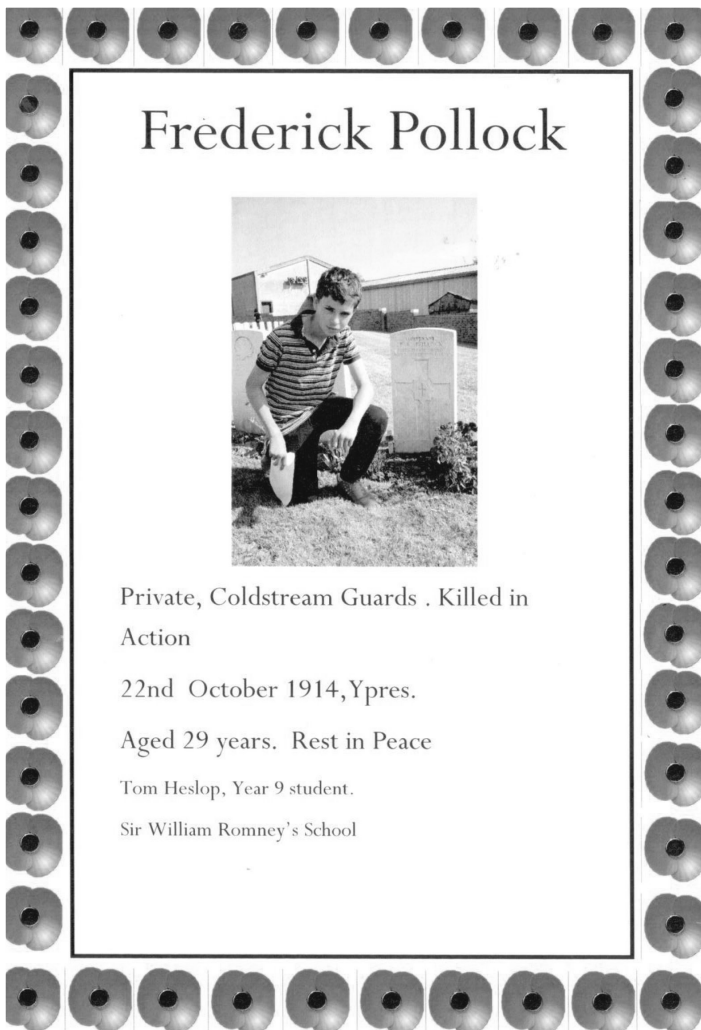 Frederick Pollock
Private, Coldstream Guards . Killed in
Action
22nd October 1914,Ypres.
Aged 29 years. Rest in Peace
Tom Heslop, Year 9 student.
Sir William Romney's School